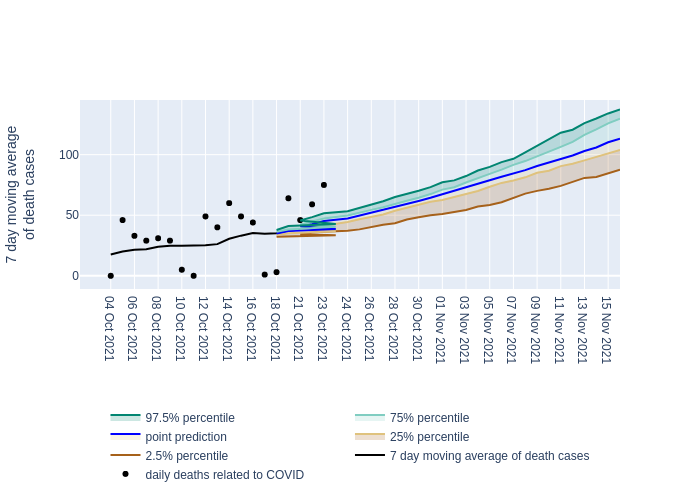 7 day moving average
of death cases
100
50
0
04 Oct 2021
06 Oct 2021
08 Oct 2021
10 Oct 2021
12 Oct 2021
14 Oct 2021
16 Oct 2021
18 Oct 2021
21 Oct 2021
23 Oct 2021
24 Oct 2021
26 Oct 2021
28 Oct 2021
30 Oct 2021
01 Nov 2021
03 Nov 2021
05 Nov 2021
07 Nov 2021
09 Nov 2021
11 Nov 2021
13 Nov 2021
15 Nov 2021
97.5% percentile
75% percentile
point prediction
25% percentile
2.5% percentile
7 day moving average of death cases
daily deaths related to COVID